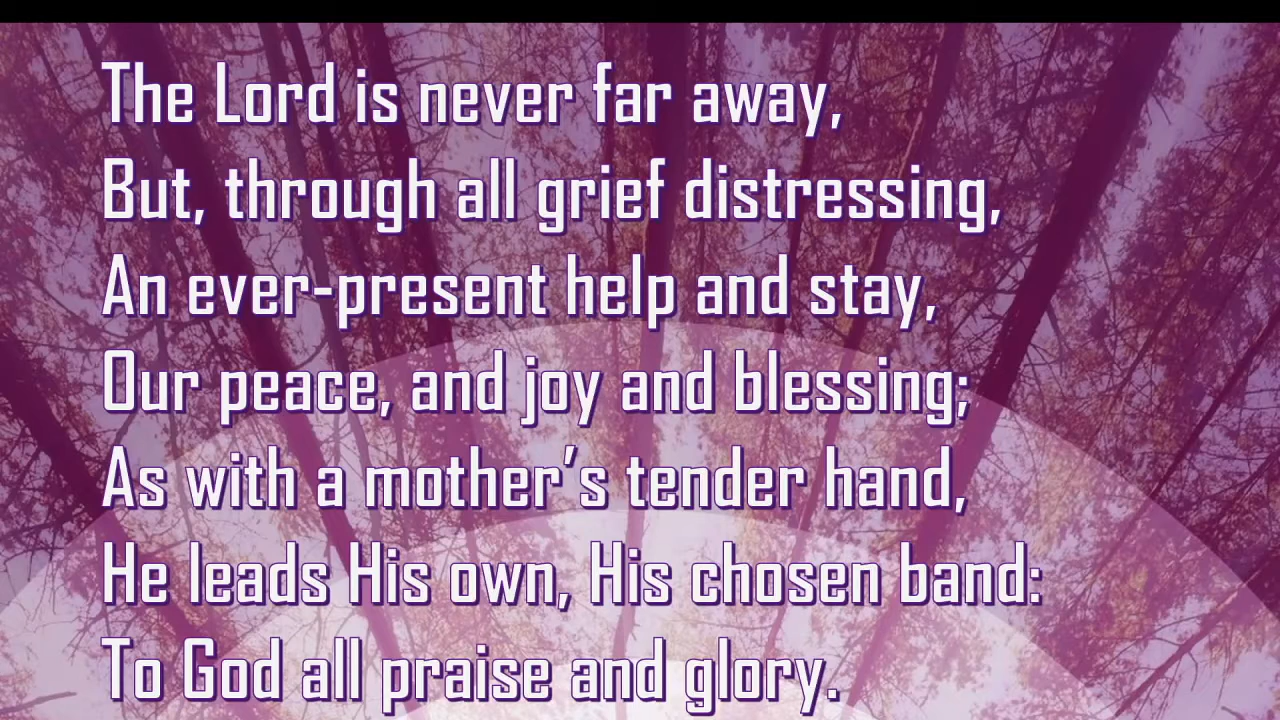 The Lord is never far away,
But, through all grief distressing,
An ever-present help and stay,
Our peace, and joy and blessing;
As with a mother’s tender hand,
He leads His own, His chosen band:
To God all praise and glory.